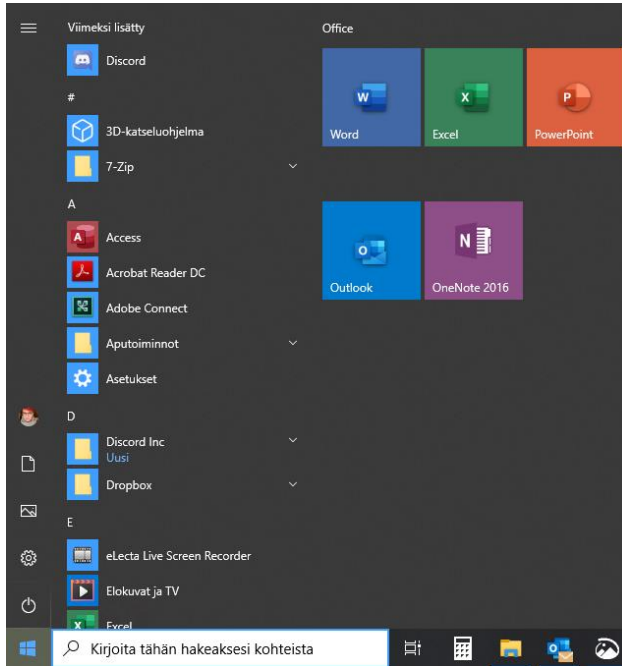 Viimeksi lisätty
Discord
#
3D-katseluohjelma
7-Zip
A
Access
Acrobat Reader DC
Adobe Connect
Aputoiminnot
Asetukset
D
Discord Inc
Uusi
Dropbox
E
eLecta Live Screen Recorder
Elokuvat ja TV
Excel
Office
Word
Excel
PowerPoint
Outlook
OneNote 2016
Kirjoita tähän hakeaksesi kohteista